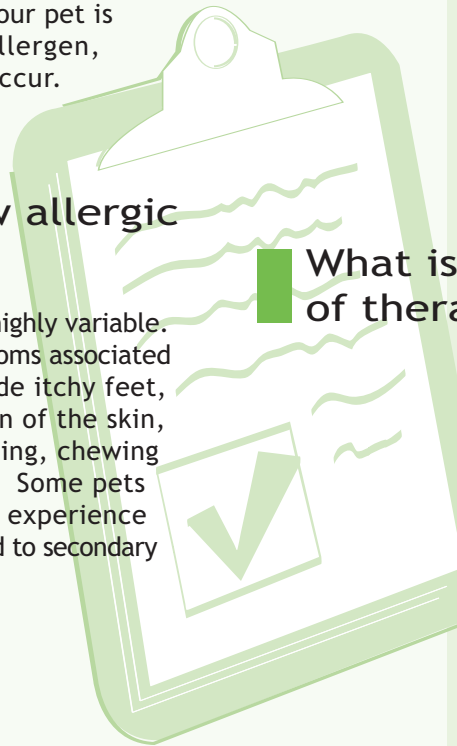 our pet is
llergen,
ccur.
allergic
ighly variable.
oms associated
de itchy feet,
n of the skin,
ing, chewing
Some pets
experience
d to secondary
What is
of thera